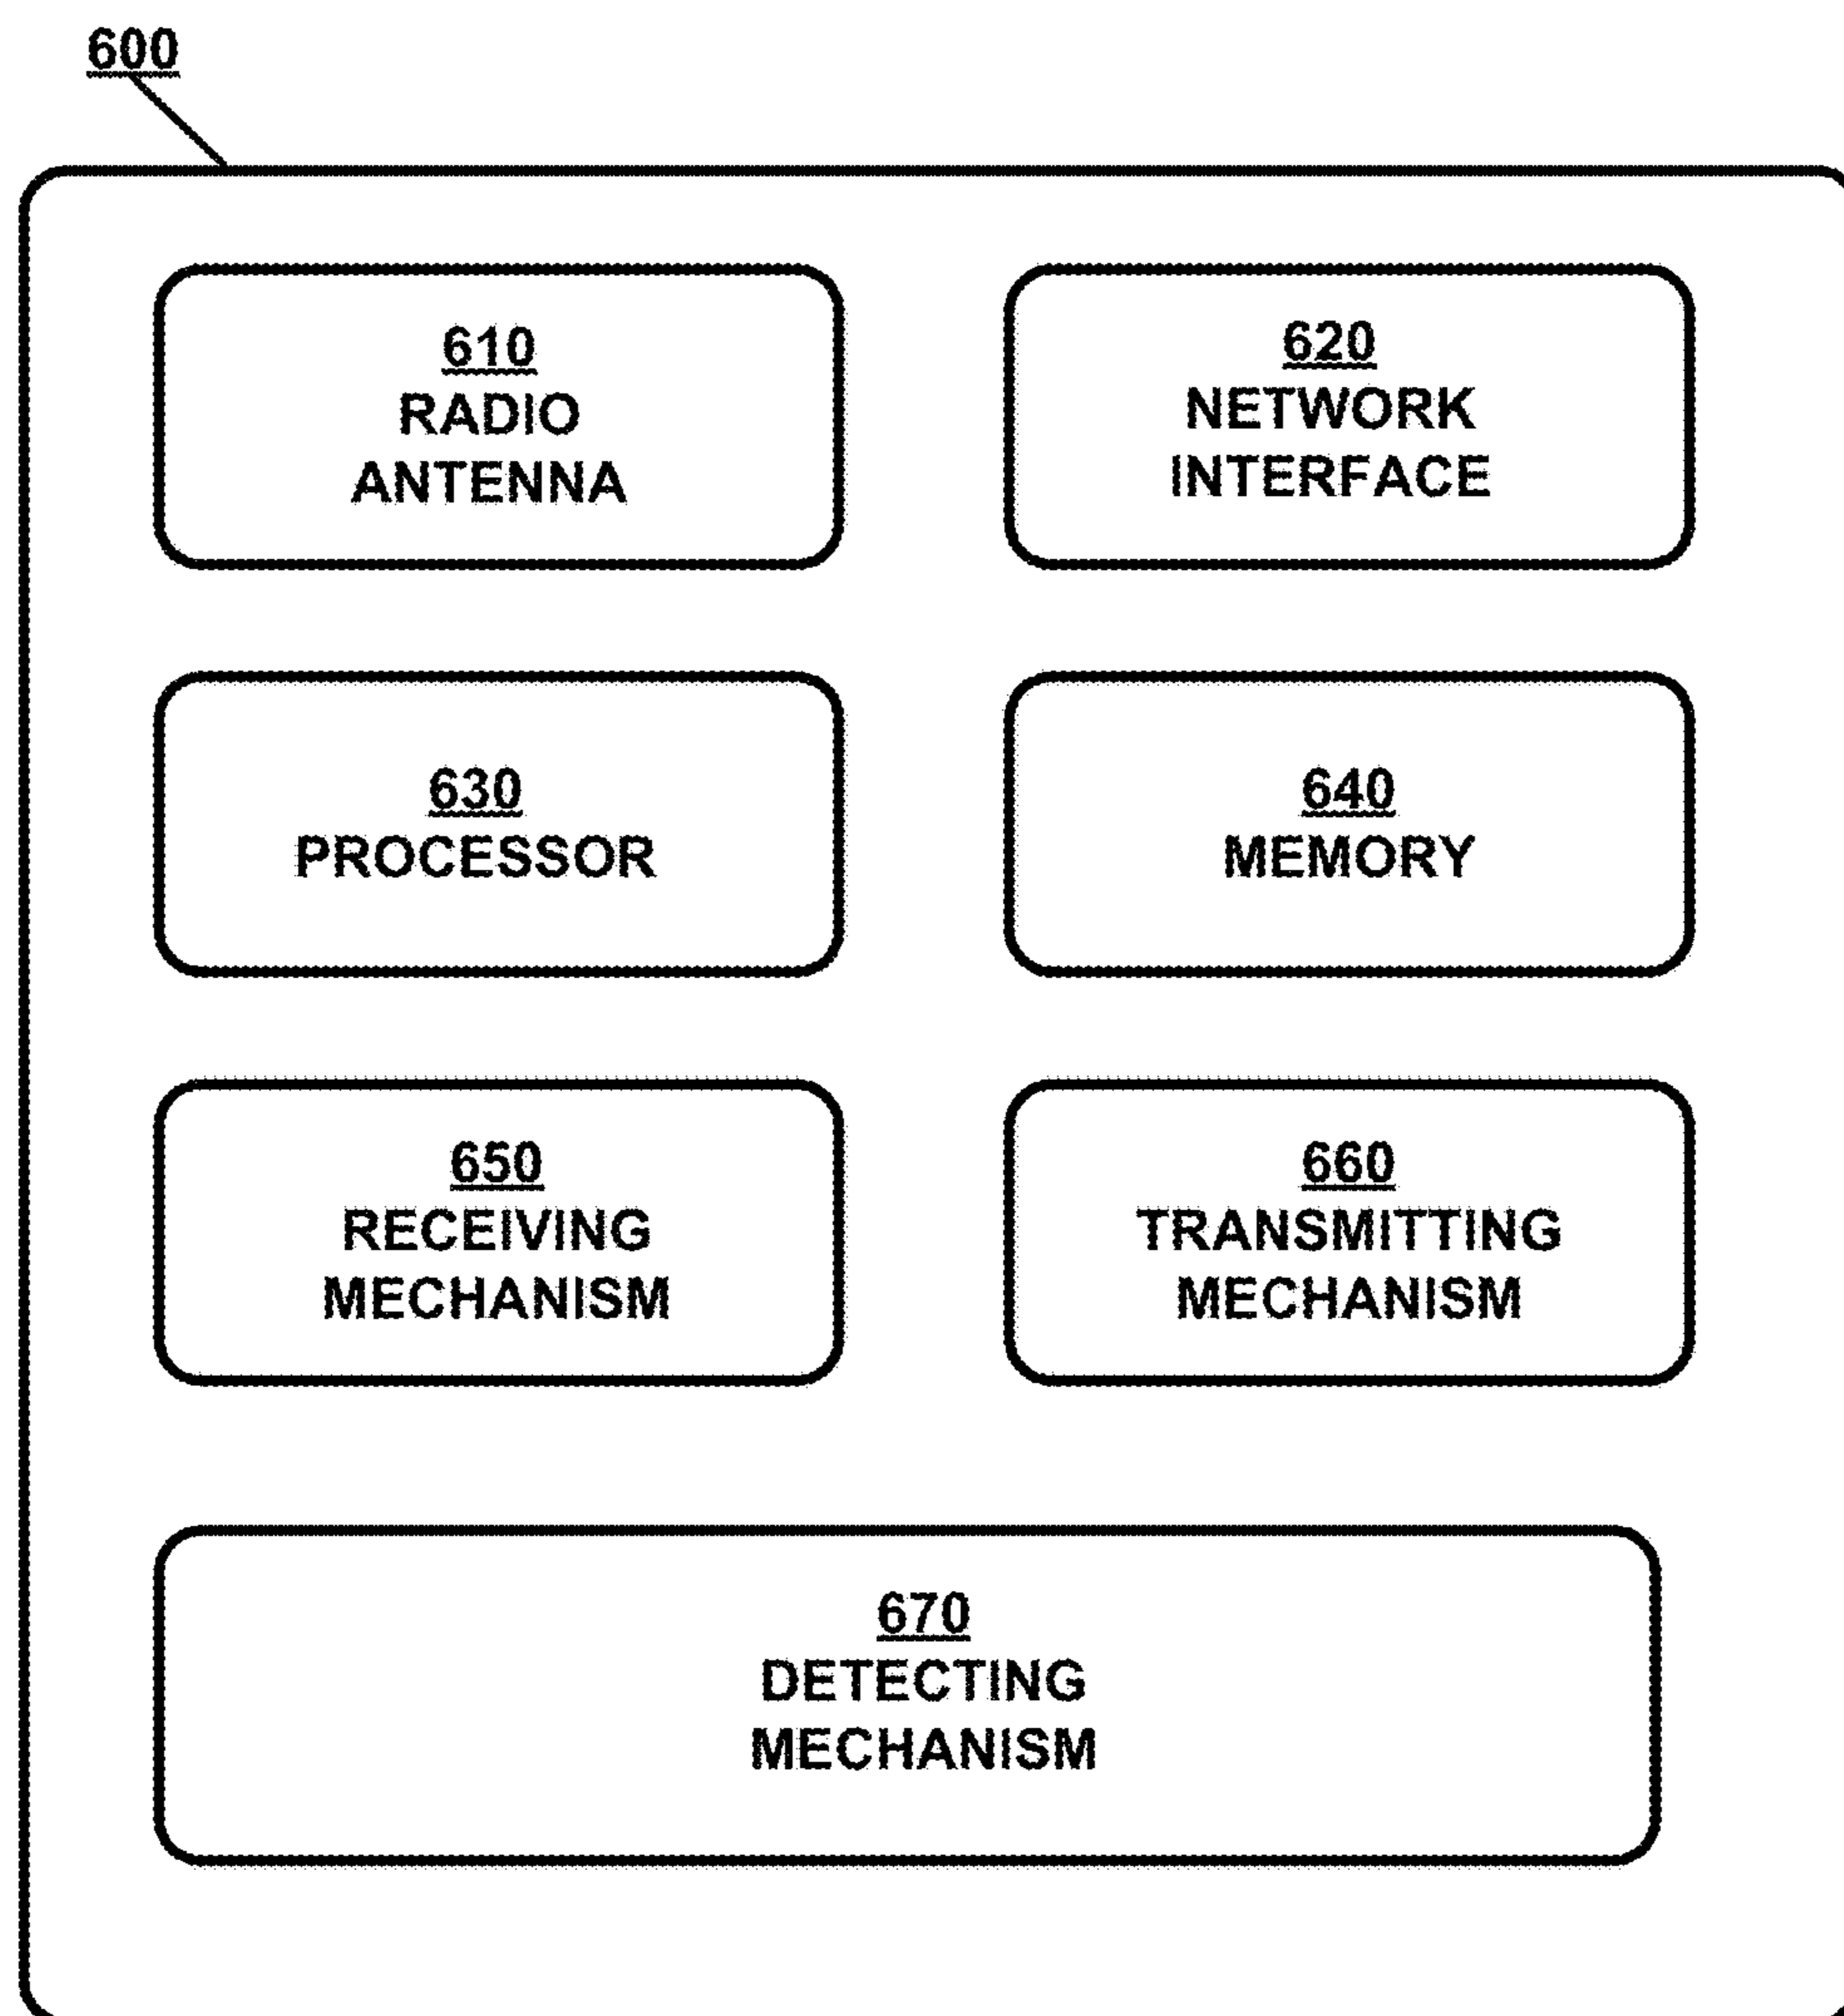 600
610
RADIO
ANTENNA
620
NETWORK
INTERFACE
630
PROCESSOR
640
MEMORY
650
RECEIVING
MECHANISM
660
TRANSMITTING
MECHANISM
670
DETECTING
MECHANISM